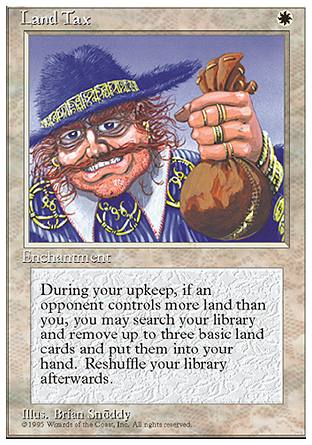 Land Tax
Enchantment
During your upkeep, if an
opponent controls more land than
you, you may search your library
and remove up to three basic land
cards and put them into your
hand. Reshuffle your library
afterwards.
Illus. Brian Snõddy
©1995 Wizards of the Coast, Inc. All rights reserved.